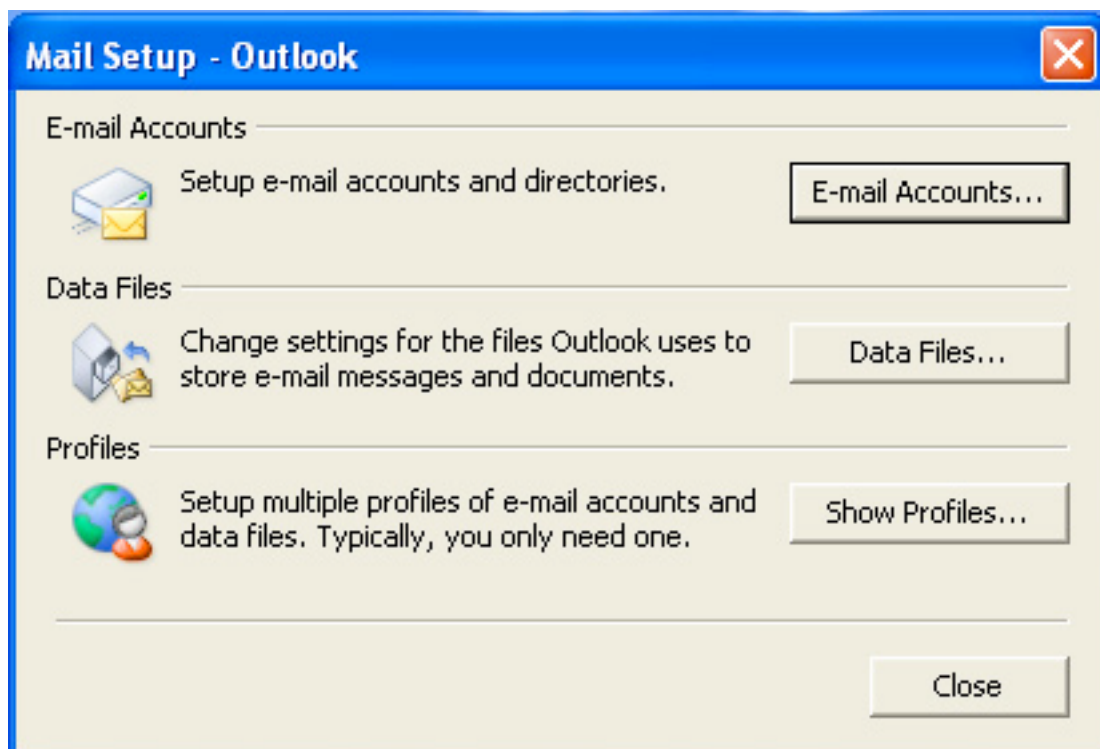 Mail Setup - Outlook
E-mail Accounts
Setup e-mail accounts and directories.
E-mail Accounts...
Data Files
Change settings for the files Outlook uses to
store e-mail messages and documents.
Data Files...
Profiles
Setup multiple profiles of e-mail accounts and
data files. Typically, you only need one.
Show Profiles...
Close